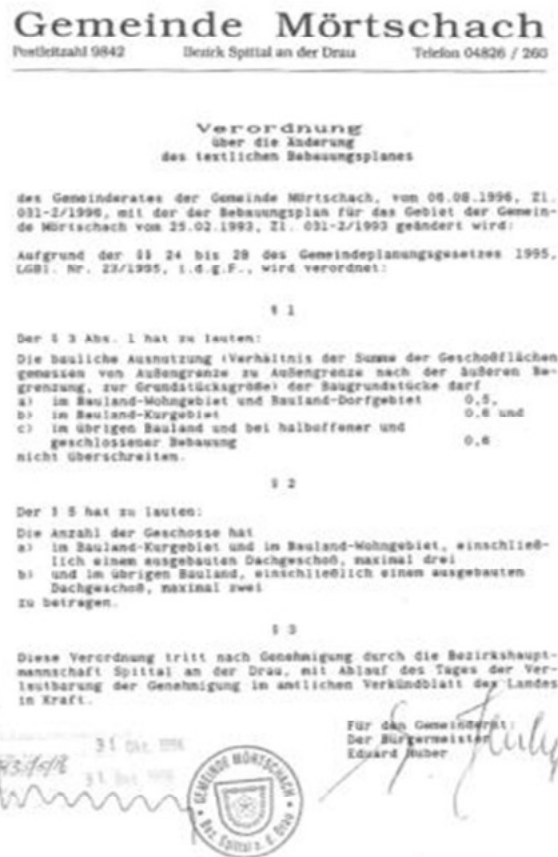 Gemeinde Mörtschach
Postleitzahl 9842 Bezirk Spittal an der Drau Telefon 04826 / 260
Verordnung
über die Änderung
des textlichen Bebauungsplanes
des Gemeinderates der Gemeinde Mörtschach, vom 06.08.1996, Zl.
031-2/1996, mit der der Bebauungsplan für das Gebiet der Gemein-
de Mörtschach vom 25.02.1993, Zl. 031-2/1993 geändert wird:
Aufgrund der §§ 24 bis 28 des Gemeindeplanungsgesetzes 1995,
LGBl. Nr. 23/1995, i.d.g.F., wird verordnet:
§ 1
Der § 3 Abs. 1 hat zu lauten:
Die bauliche Ausnutzung (Verhältnis der Summe der Geschoßflächen
gemessen von Außengrenze zu Außengrenze nach der äußeren Be-
grenzung, zur Grundstücksgröße) der Baugrundstücke darf
a) im Bauland-Wohngebiet und Bauland-Dorfgebiet 0,5,
b) im Bauland-Kurgebiet 0,6 und
c) im übrigen Bauland und bei halboffener und
geschlossener Bebauung 0,6
nicht überschreiten.
§ 2
Der § 5 hat zu lauten:
Die Anzahl der Geschosse hat
a) im Bauland-Kurgebiet und im Bauland-Wohngebiet, einschließ-
lich einem ausgebauten Dachgeschoß, maximal drei
b) und im übrigen Bauland, einschließlich einem ausgebauten
Dachgeschoß, maximal zwei
zu betragen.
§ 3
Diese Verordnung tritt nach Genehmigung durch die Bezirkshaupt-
mannschaft Spittal an der Drau, mit Ablauf des Tages der Ver-
lautbarung der Genehmigung im amtlichen Verkündblatt des Landes
in Kraft.
Für den Gemeinderat:
Der Bürgermeister
Eduard Huber
31 Okt. 1996
31 1996
GEMEINDE MÖRTSCHACH
Bez. Spittal a. d. Drau